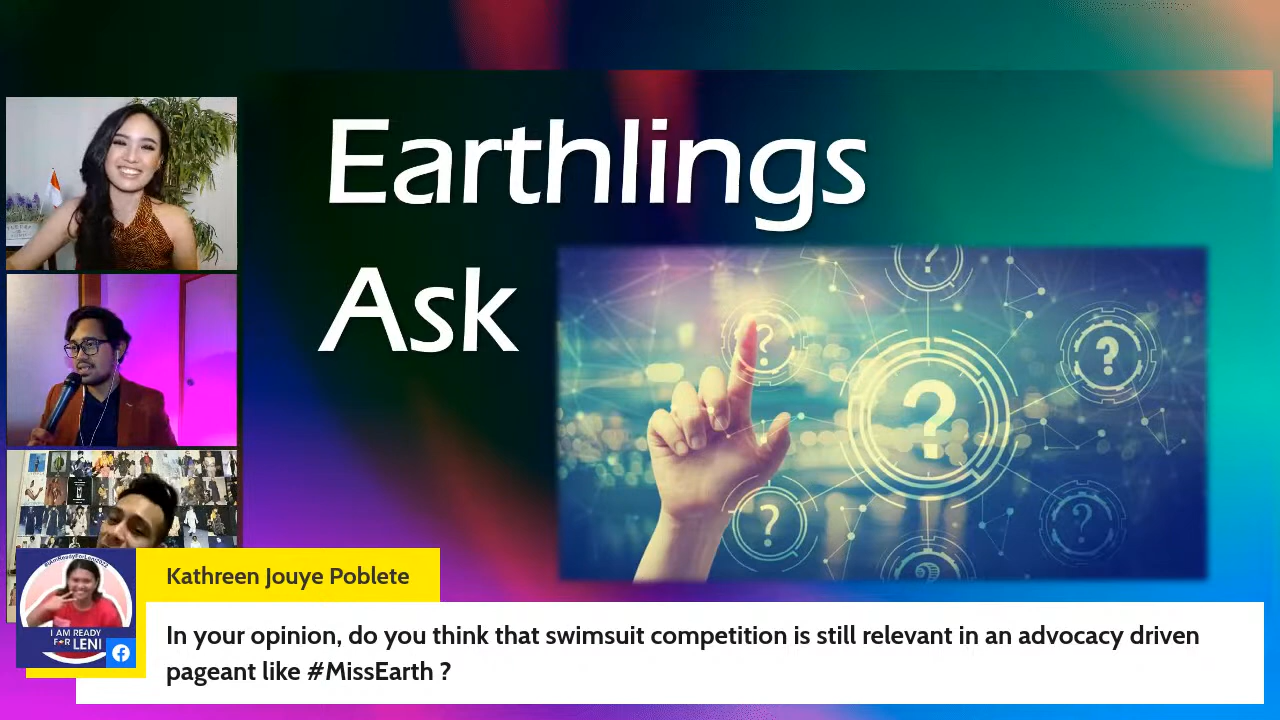 Earthlings
Ask
Kathreen Jouye Poblete
I AM READY
FOR LENI
In your opinion, do you think that swimsuit competition is still relevant in an advocacy driven
pageant like #MissEarth ?